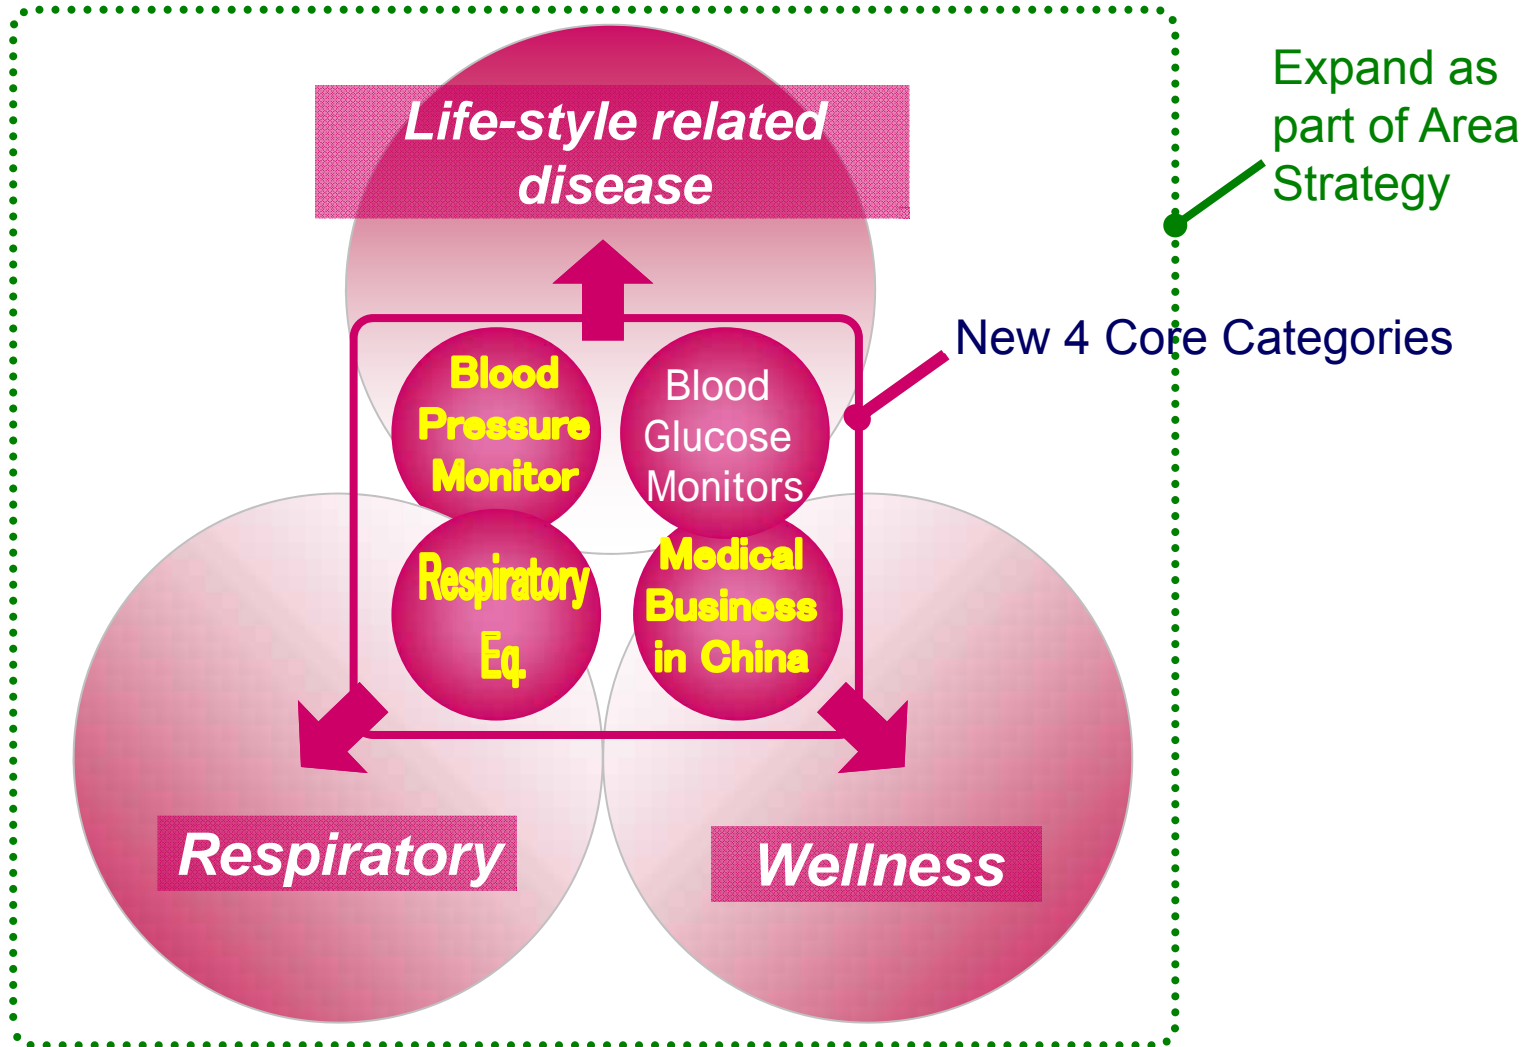 Life-style related
disease
Expand as
part of Area
Strategy
New 4 Core Categories
Blood
Pressure
Monitor
Blood
Glucose
Monitors
Respiratory
Eq.
Medical
Business
in China
Respiratory
Wellness